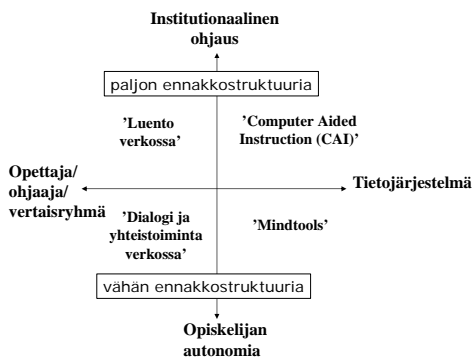 Institutionaalinen
ohjaus
paljon ennakkostruktuuria
'Luento
verkossa'
'Computer Aided
Instruction (CAI)'
Opettaja/
ohjaaja/
vertaisryhmä
Tietojärjestelmä
'Dialogi ja
yhteistoiminta
verkossa'
'Mindtools'
vähän ennakkostruktuuria
Opiskelijan
autonomia